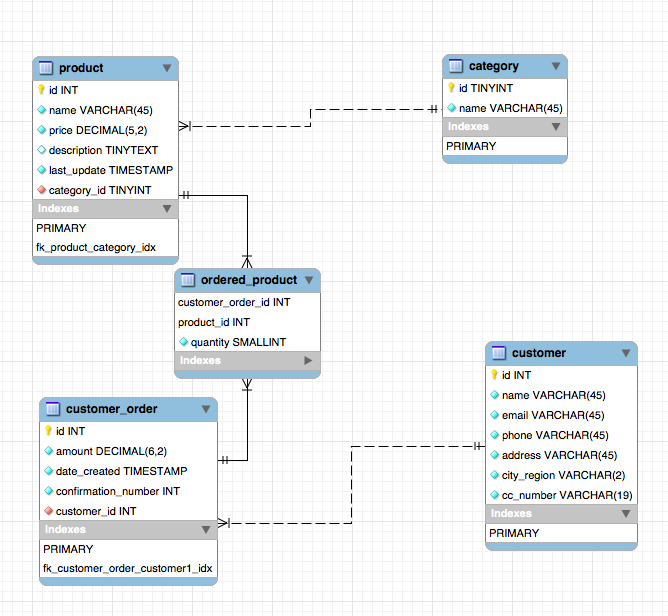 product
id INT
name VARCHAR(45)
price DECIMAL(5,2)
description TINYTEXT
last_update TIMESTAMP
category_id TINYINT
Indexes
PRIMARY
fk_product_category_idx
category
id TINYINT
name VARCHAR(45)
Indexes
PRIMARY
ordered_product
customer_order_id INT
product_id INT
quantity SMALLINT
Indexes
customer_order
id INT
amount DECIMAL(6,2)
date_created TIMESTAMP
confirmation_number INT
customer_id INT
Indexes
PRIMARY
fk_customer_order_customer1_idx
customer
id INT
name VARCHAR(45)
email VARCHAR(45)
phone VARCHAR(45)
address VARCHAR(45)
city_region VARCHAR(2)
cc_number VARCHAR(19)
Indexes
PRIMARY